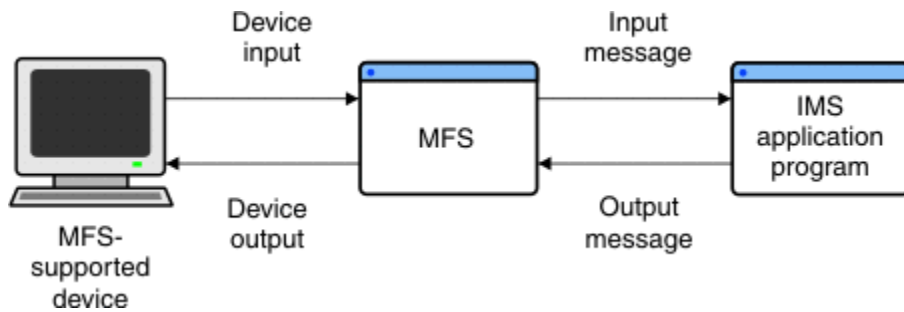 Device
input
Input
message
MFS
IMS
application
program
Device
output
Output
message
MFS-
supported
device